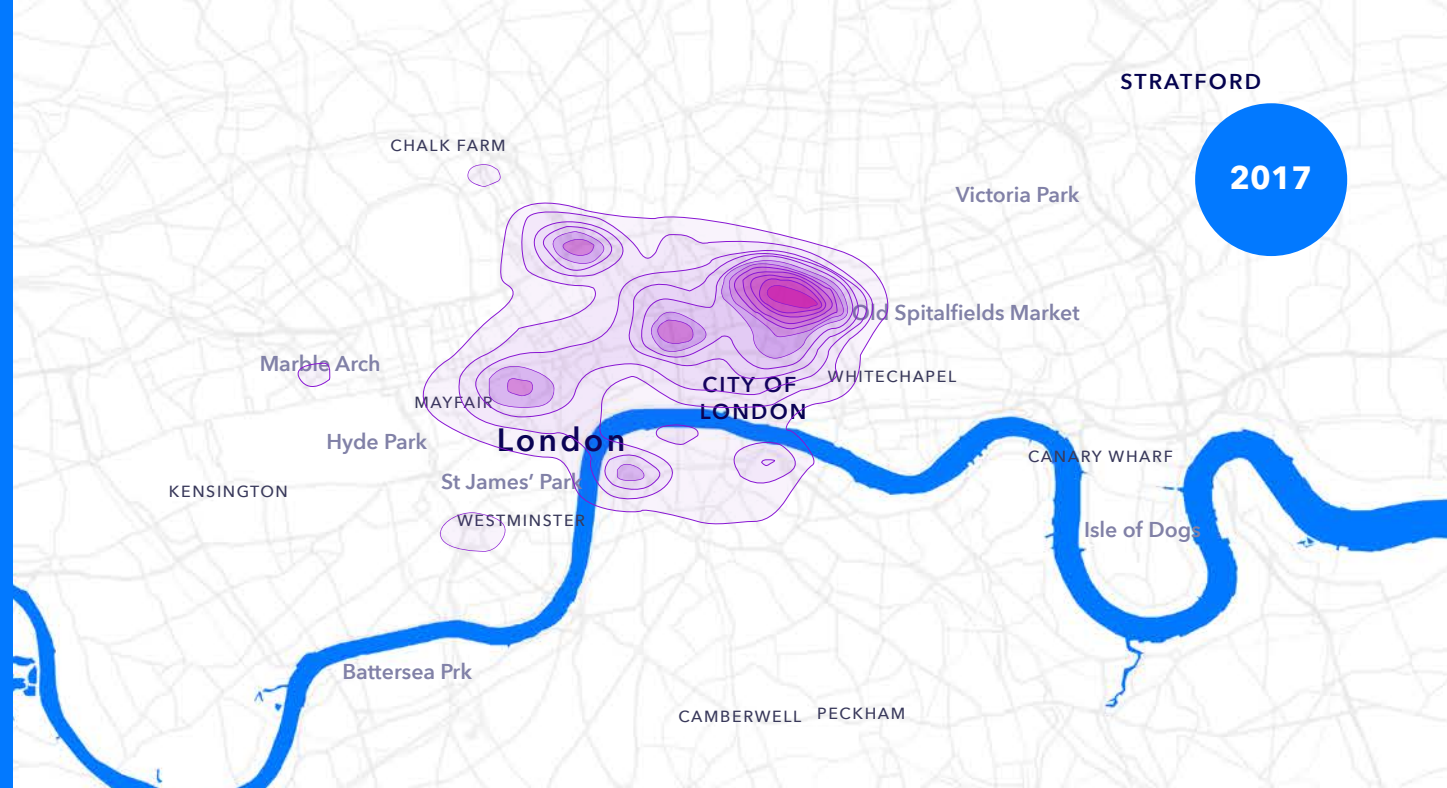 STRATFORD
CHALK FARM
2017
Victoria Park
Old Spitalfields Market
Marble Arch
WHITECHAPEL
CITY OF
LONDON
MAYFAIR
Hyde Park
London
CANARY WHARF
St James’ Park
KENSINGTON
WESTMINSTER
Isle of Dogs
Battersea Prk
CAMBERWELL
PECKHAM